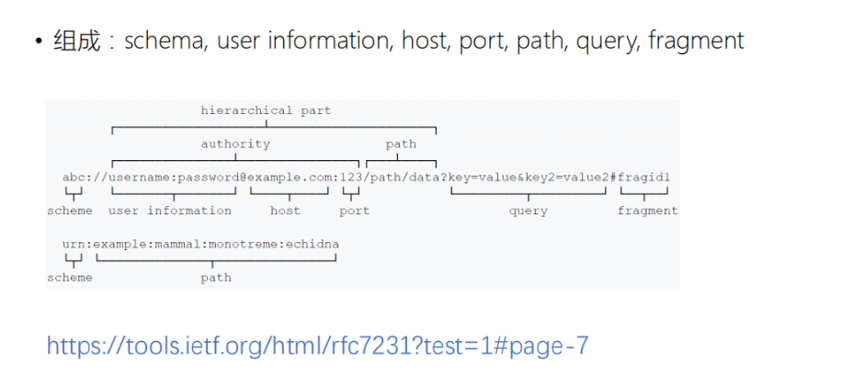 • 组成：schema, user information, host, port, path, query, fragment
hierarchical part
authority path
abc://username:password@example.com:123/path/data?key=value&key2=value2#fragid1
scheme user information host port query fragment
urn:example:mammal:monotreme:echidna
scheme path
https://tools.ietf.org/html/rfc7231?test=1#page-7